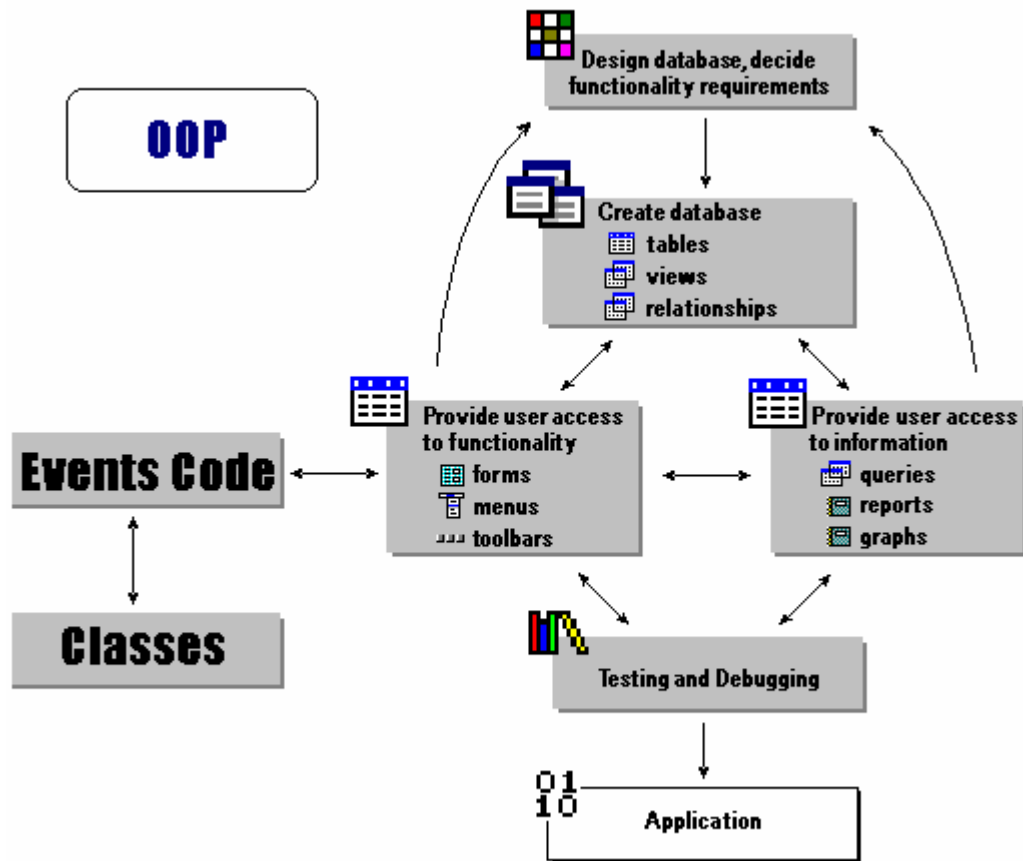 Design database, decide
functionality requirements
OOP
Create database
tables
views
relationships
Provide user access
to functionality
forms
menus
toolbars
Provide user access
to information
queries
reports
graphs
Events Code
Classes
Testing and Debugging
01
10
Application